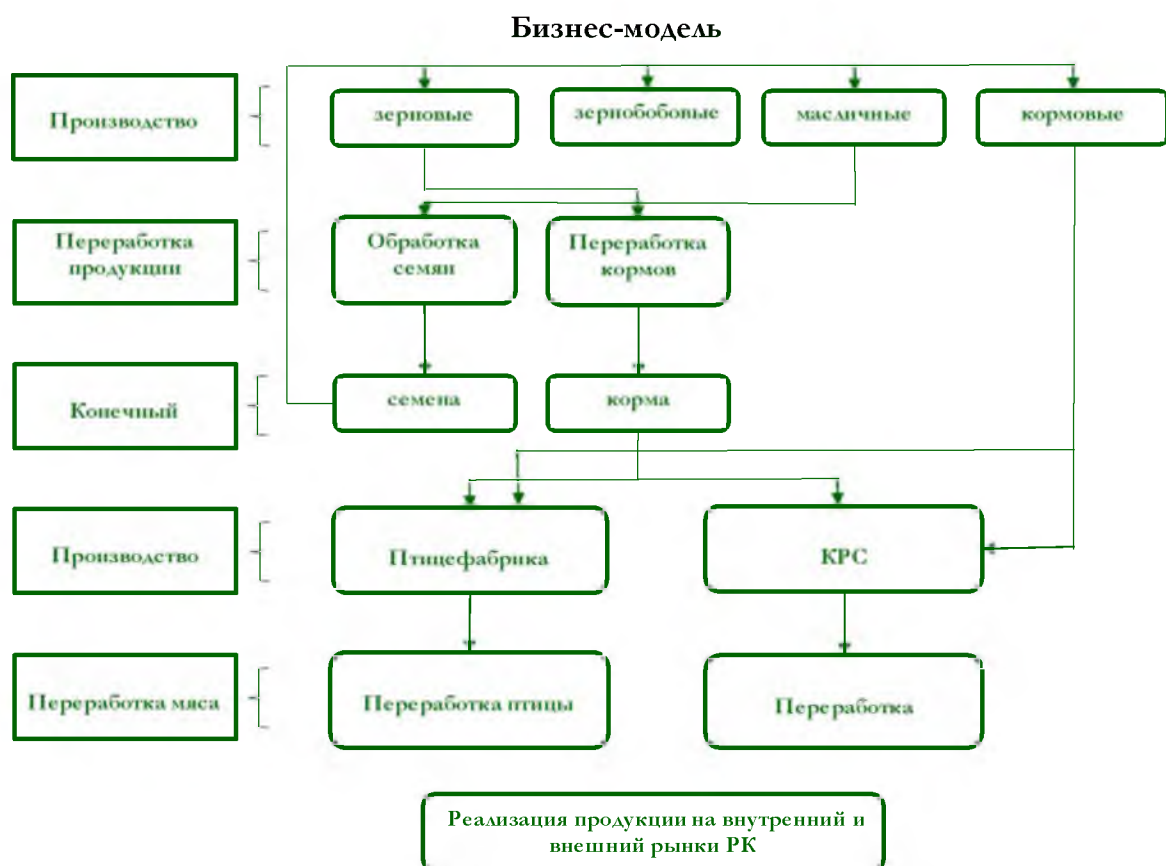 Бизнес-модель
Производство
зерновые
зернобобовые
масличные
кормовые
Переработка
продукции
Обработка
семян
Переработка
кормов
Конечный
семена
корма
Производство
Птицефабрика
КРС
Переработка мяса
Переработка птицы
Переработка
Реализация продукции на внутренний и
внешний рынки РК